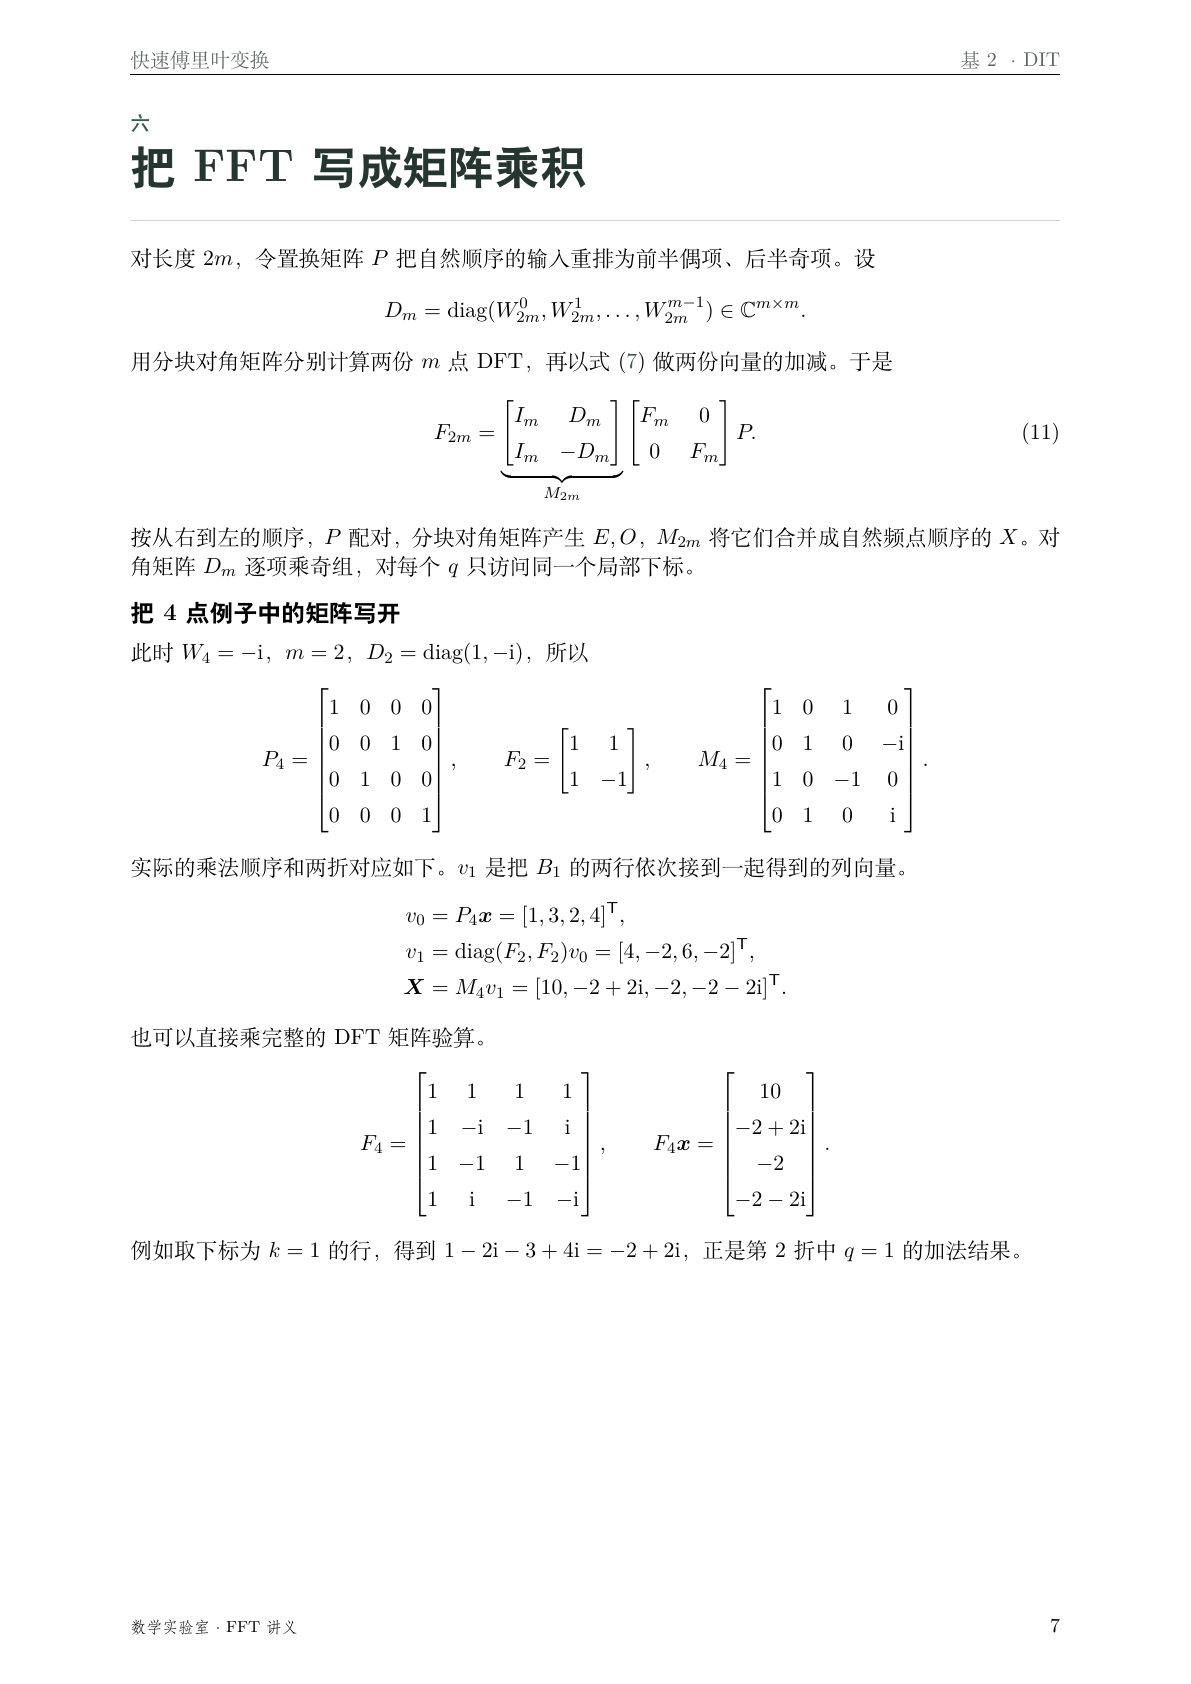 快速傅里叶变换 基 2 · DIT
六
把 FFT 写成矩阵乘积
对长度 2m，令置换矩阵 P 把自然顺序的输入重排为前半偶项、后半奇项。设
D_m = diag(W_{2m}^0, W_{2m}^1, . . . , W_{2m}^{m−1}) ∈ ℂ^{m×m}.
用分块对角矩阵分别计算两份 m 点 DFT，再以式 (7) 做两份向量的加减。于是
F_{2m} = \underbrace{[I_m D_m; I_m −D_m]}_{M_{2m}} [F_m 0; 0 F_m] P. (11)
按从右到左的顺序，P 配对，分块对角矩阵产生 E, O，M_{2m} 将它们合并成自然频点顺序的 X。对
角矩阵 D_m 逐项乘奇组，对每个 q 只访问同一个局部下标。
把 4 点例子中的矩阵写开
此时 W_4 = −i，m = 2，D_2 = diag(1, −i)，所以
P_4 = [1 0 0 0; 0 0 1 0; 0 1 0 0; 0 0 0 1], F_2 = [1 1; 1 −1], M_4 = [1 0 1 0; 0 1 0 −i; 1 0 −1 0; 0 1 0 i].
实际的乘法顺序和两折对应如下。v_1 是把 B_1 的两行依次接到一起得到的列向量。
v_0 = P_4 x = [1, 3, 2, 4]^T,
v_1 = diag(F_2, F_2)v_0 = [4, −2, 6, −2]^T,
X = M_4 v_1 = [10, −2 + 2i, −2, −2 − 2i]^T.
也可以直接乘完整的 DFT 矩阵验算。
F_4 = [1 1 1 1; 1 −i −1 i; 1 −1 1 −1; 1 i −1 −i], F_4 x = [10; −2 + 2i; −2; −2 − 2i].
例如取下标为 k = 1 的行，得到 1 − 2i − 3 + 4i = −2 + 2i，正是第 2 折中 q = 1 的加法结果。
数学实验室 · FFT 讲义 7